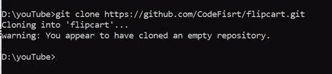 D:\youTube>git clone https://github.com/CodeFisrt/flipcart.git
Cloning into 'flipcart'...
warning: You appear to have cloned an empty repository.
D:\youTube>